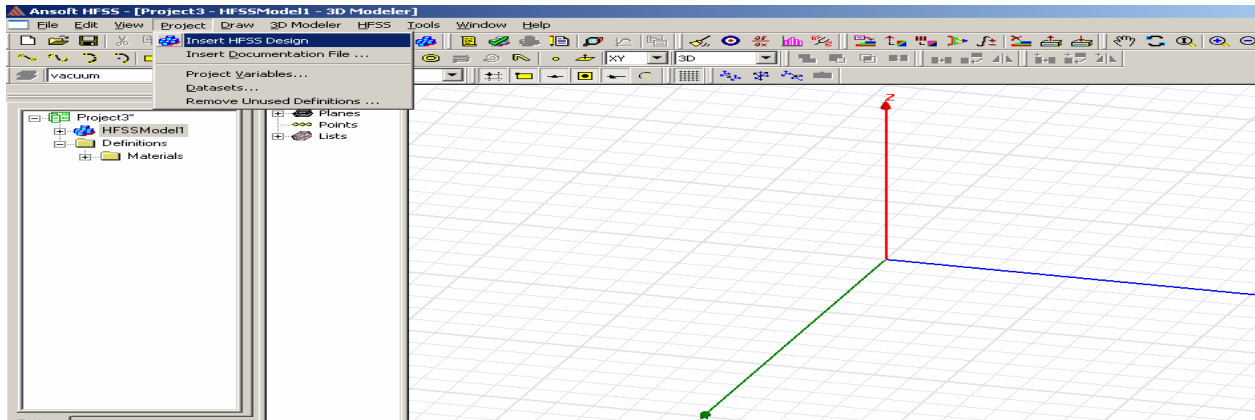 Ansoft HFSS - [Project3 - HFSSModel1 - 3D Modeler]
File Edit View Project Draw 3D Modeler HFSS Tools Window Help
Insert HFSS Design
Insert Documentation File ...
XY 3D
vacuum
Project Variables...
Datasets...
Remove Unused Definitions ...
Planes
Project3*
Points
HFSSModel1
Lists
Definitions
Materials
Z